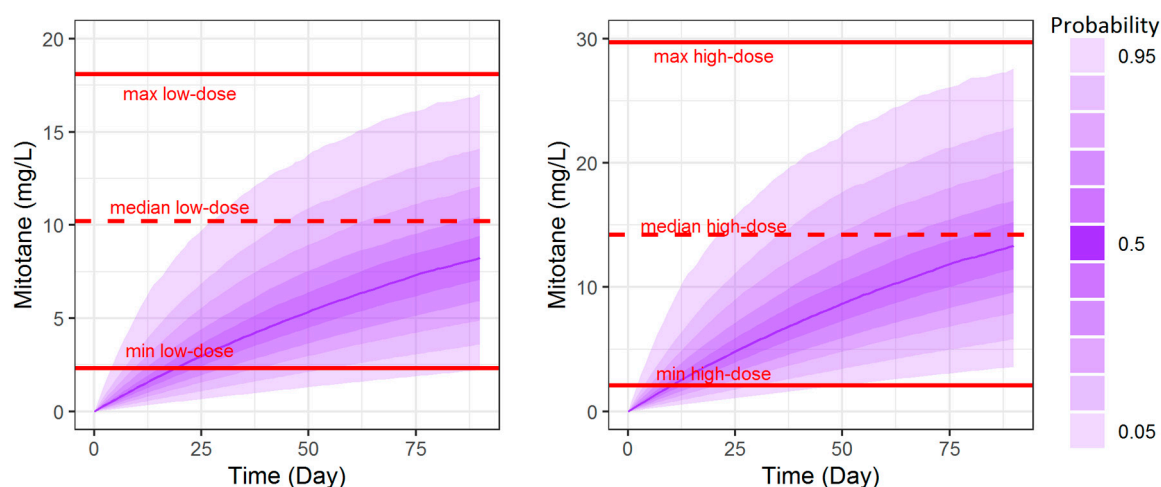 20
15
10
5
0
0
25
50
75
Mitotane (mg/L)
Time (Day)
max low-dose
median low-dose
min low-dose
30
20
10
0
0
25
50
75
Mitotane (mg/L)
Time (Day)
max high-dose
median high-dose
min high-dose
Probability
0.95
0.5
0.05